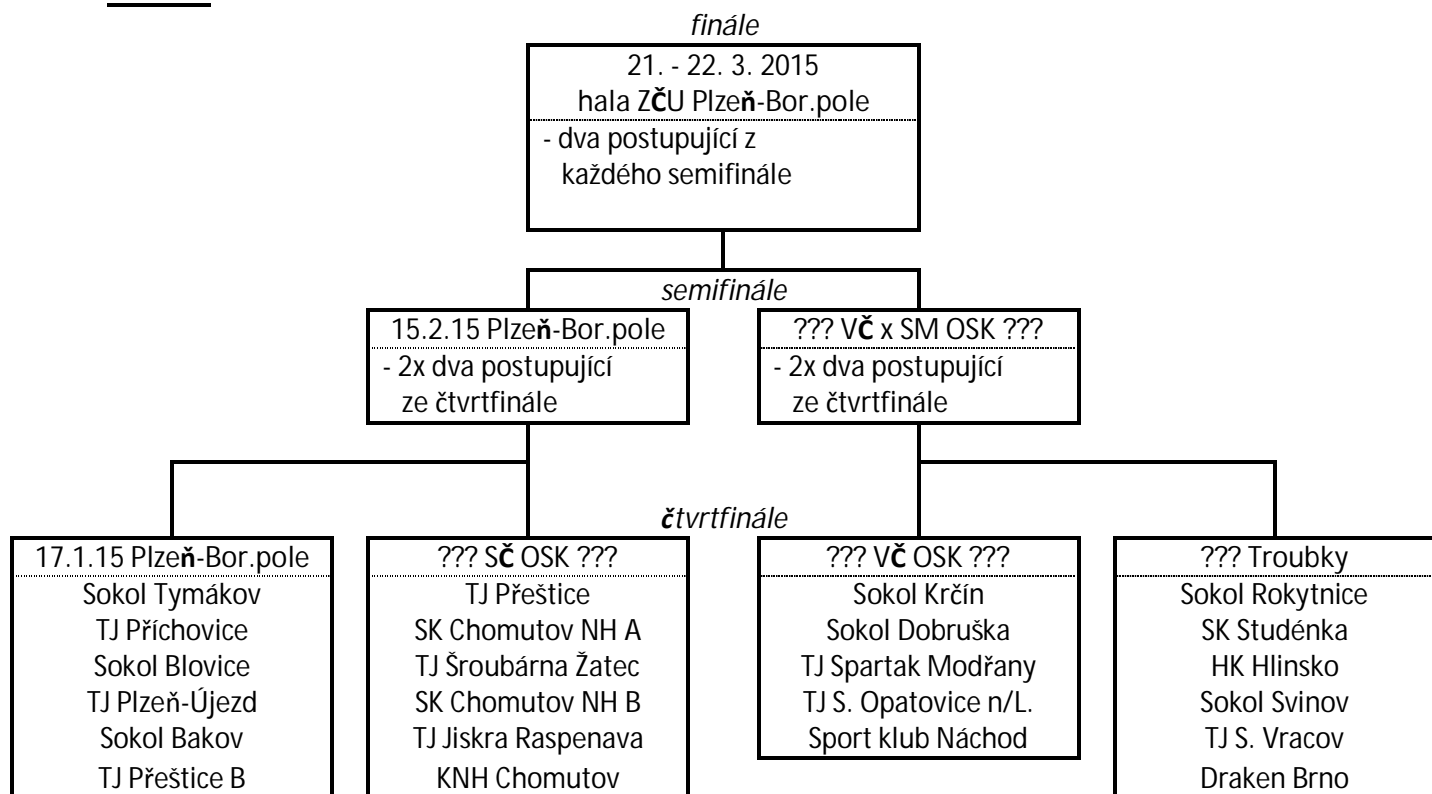 finále
21. - 22. 3. 2015
hala ZČU Plzeň-Bor.pole
- dva postupující z
každého semifinále
semifinále
15.2.15 Plzeň-Bor.pole
- 2x dva postupující
ze čtvrtfinále
??? VČ x SM OSK ???
- 2x dva postupující
ze čtvrtfinále
čtvrtfinále
17.1.15 Plzeň-Bor.pole
Sokol Tymákov
TJ Příchovice
Sokol Blovice
TJ Plzeň-Újezd
Sokol Bakov
TJ Přeštice B
??? SČ OSK ???
TJ Přeštice
SK Chomutov NH A
TJ Šroubárna Žatec
SK Chomutov NH B
TJ Jiskra Raspenava
KNH Chomutov
??? VČ OSK ???
Sokol Krčín
Sokol Dobruška
TJ Spartak Modřany
TJ S. Opatovice n/L.
Sport klub Náchod
??? Troubky
Sokol Rokytnice
SK Studénka
HK Hlinsko
Sokol Svinov
TJ S. Vracov
Draken Brno